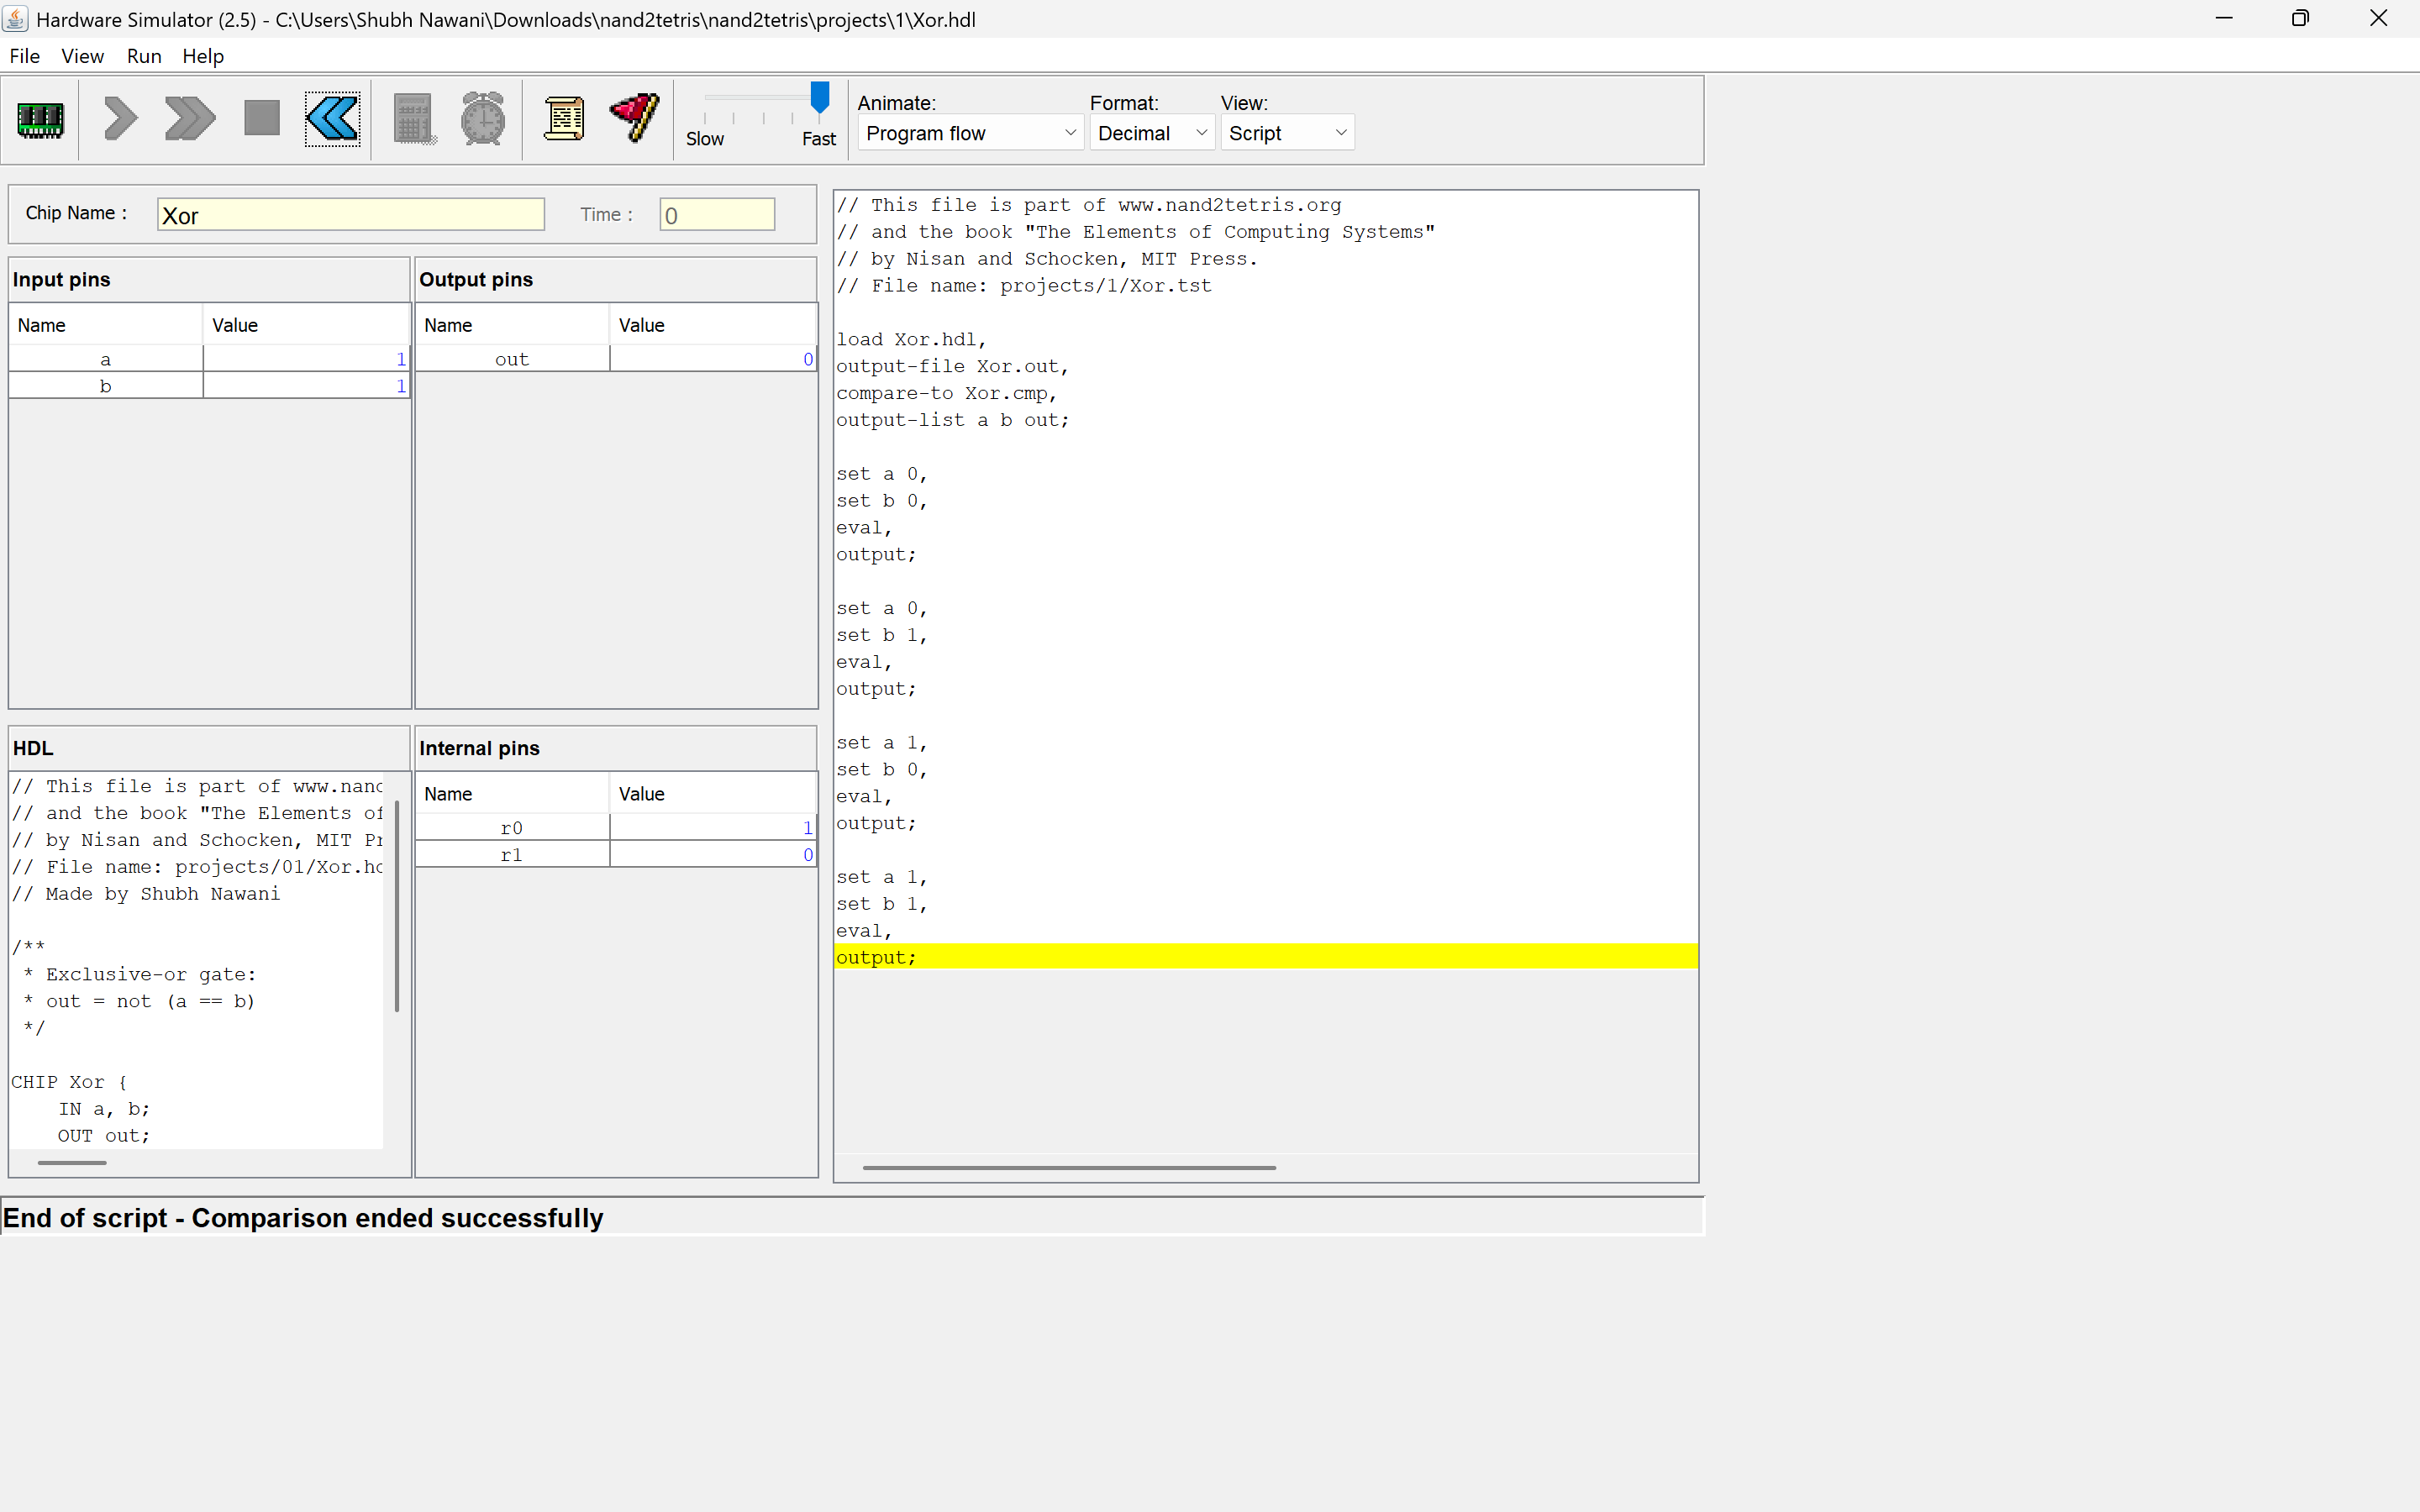 Hardware Simulator (2.5) - C:\Users\Shubh Nawani\Downloads\nand2tetris\nand2tetris\projects\1\Xor.hdl
File View Run Help
Slow Fast
Animate: Format: View:
Program flow Decimal Script
Chip Name : Xor Time : 0
Input pins
Name Value
a 1
b 1
Output pins
Name Value
out 0
HDL
// This file is part of www.nand
// and the book "The Elements of
// by Nisan and Schocken, MIT Pr
// File name: projects/01/Xor.hd
// Made by Shubh Nawani
/**
* Exclusive-or gate:
* out = not (a == b)
*/
CHIP Xor {
IN a, b;
OUT out;
Internal pins
Name Value
r0 1
r1 0
// This file is part of www.nand2tetris.org
// and the book "The Elements of Computing Systems"
// by Nisan and Schocken, MIT Press.
// File name: projects/1/Xor.tst
load Xor.hdl,
output-file Xor.out,
compare-to Xor.cmp,
output-list a b out;
set a 0,
set b 0,
eval,
output;
set a 0,
set b 1,
eval,
output;
set a 1,
set b 0,
eval,
output;
set a 1,
set b 1,
eval,
output;
End of script - Comparison ended successfully